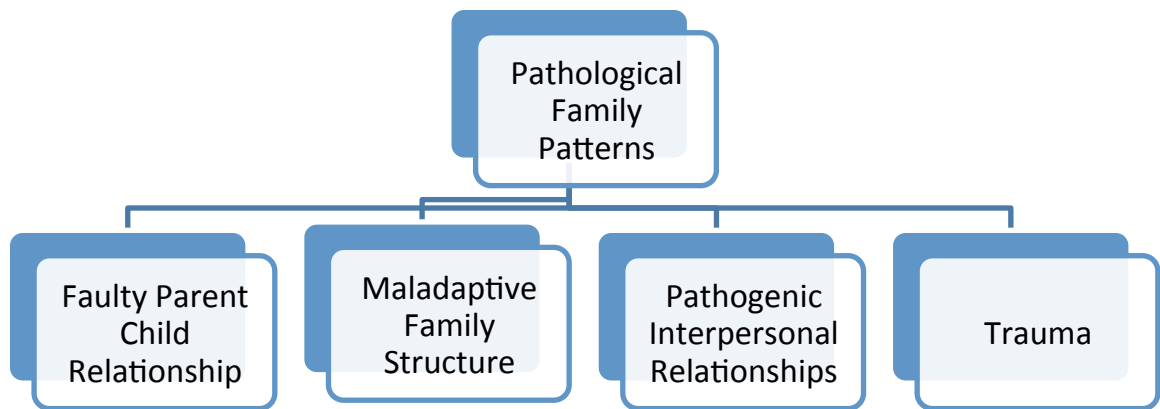 Pathological
Family
Patterns
Faulty Parent
Child
Relationship
Maladaptive
Family
Structure
Pathogenic
Interpersonal
Relationships
Trauma